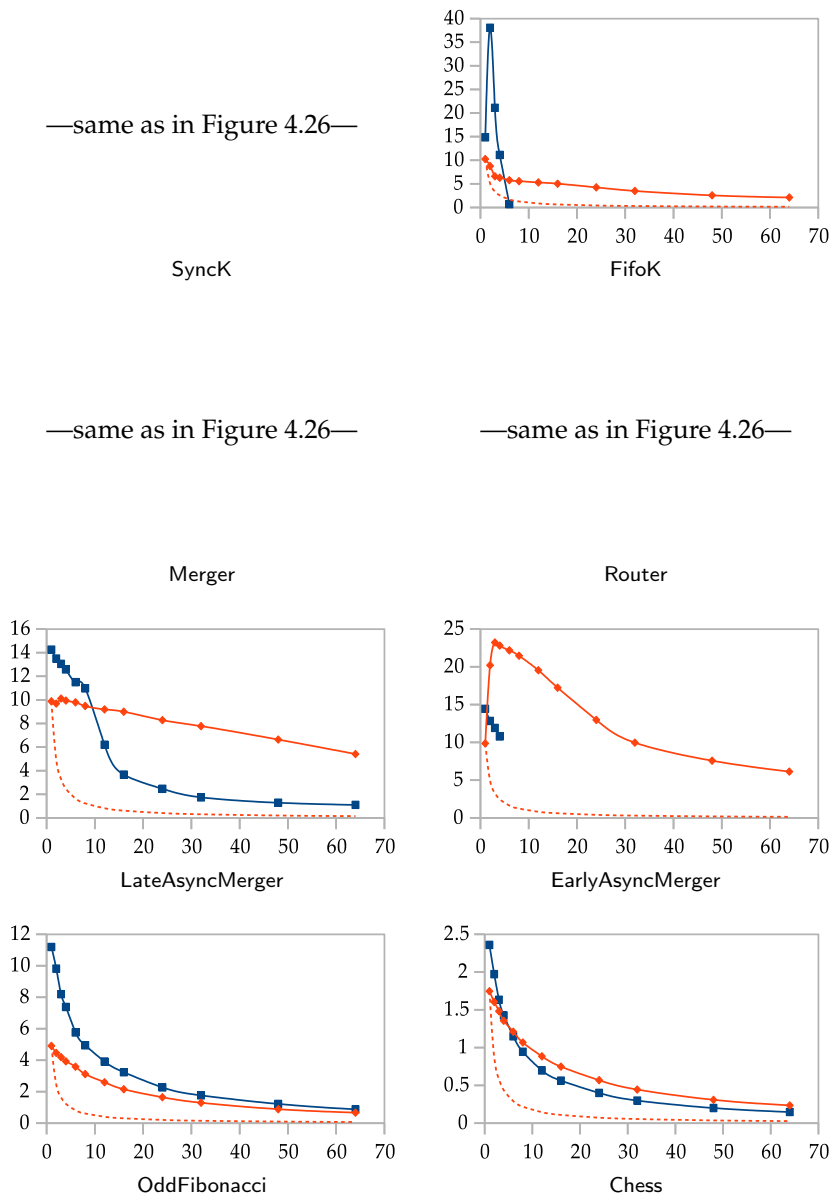 —same as in Figure 4.26—
SyncK
40
35
30
25
20
15
10
5
0
0 10 20 30 40 50 60 70
FifoK
—same as in Figure 4.26—
Merger
—same as in Figure 4.26—
Router
16
14
12
10
8
6
4
2
0
0 10 20 30 40 50 60 70
LateAsyncMerger
25
20
15
10
5
0
0 10 20 30 40 50 60 70
EarlyAsyncMerger
12
10
8
6
4
2
0
0 10 20 30 40 50 60 70
OddFibonacci
2.5
2
1.5
1
0.5
0
0 10 20 30 40 50 60 70
Chess